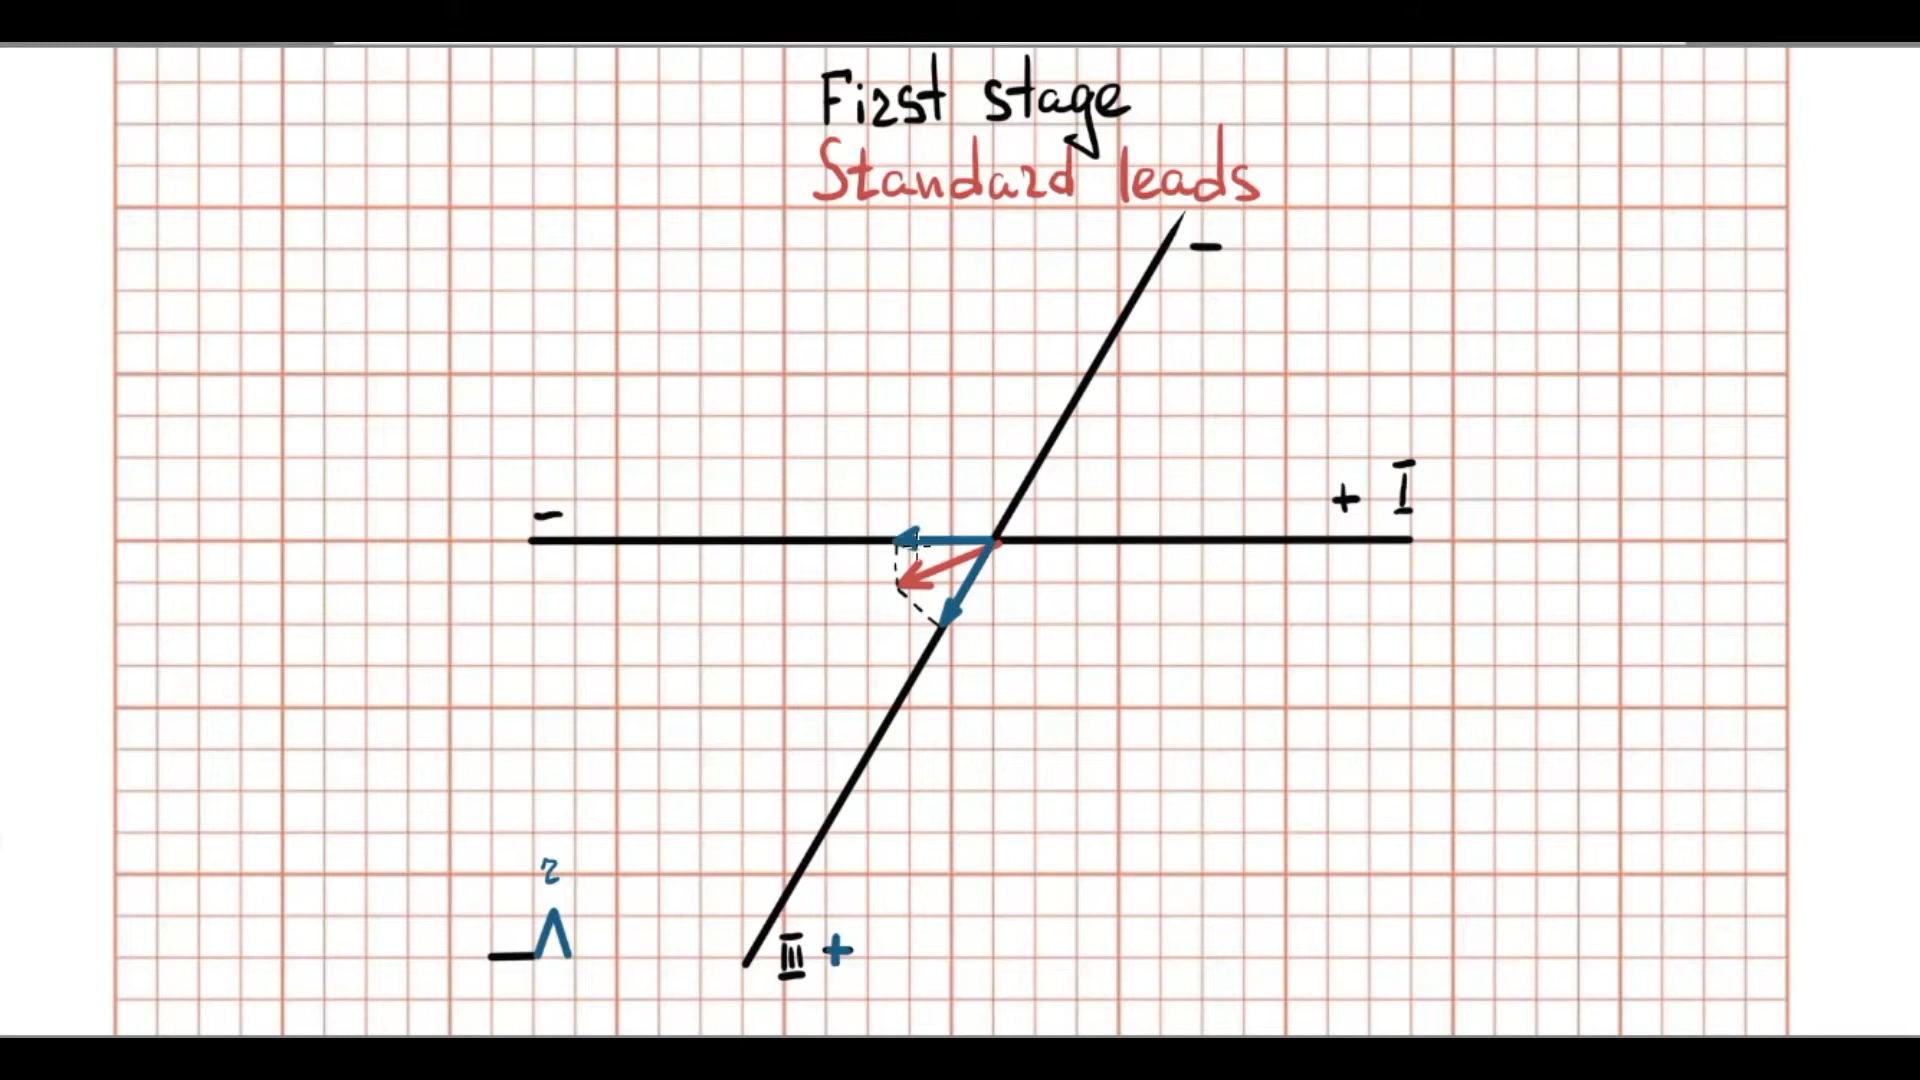 First stage
Standard leads
-
+ I
-
r
III +